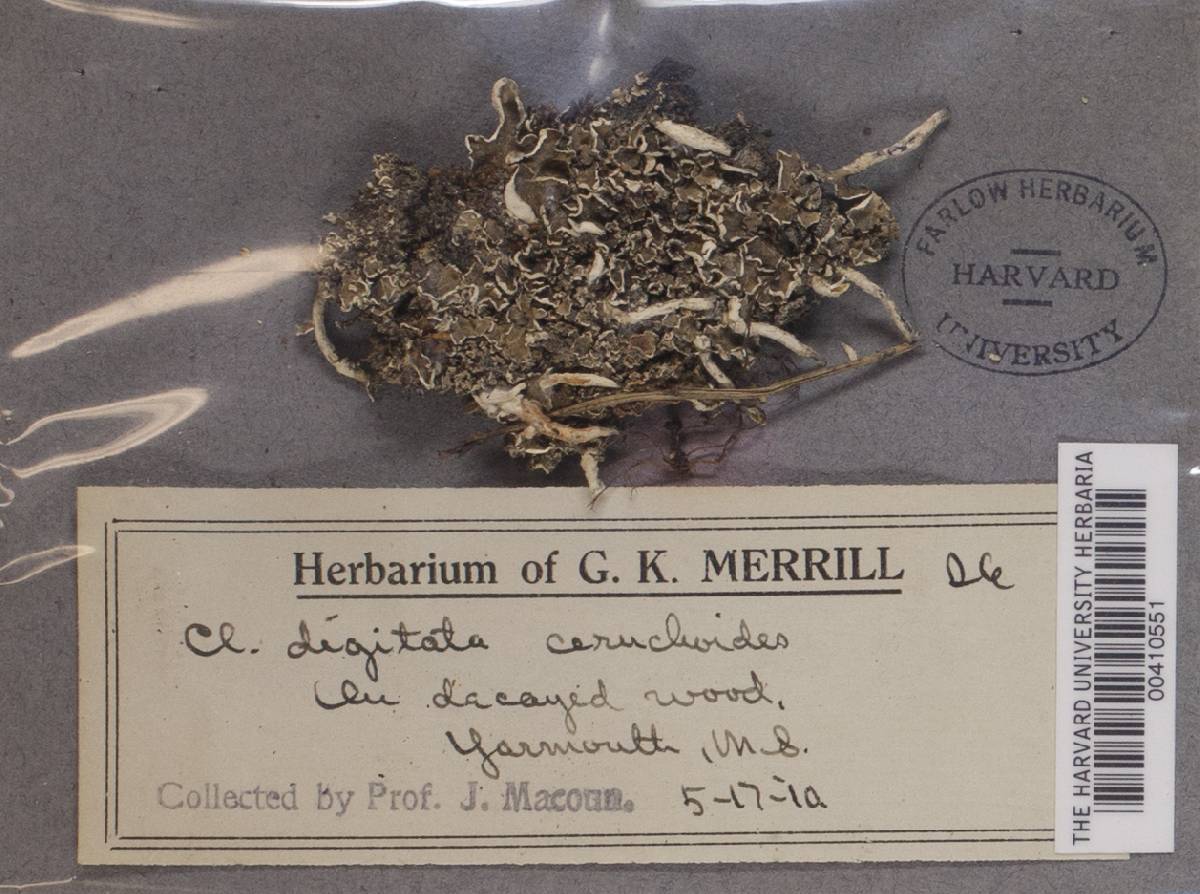 FARLOW HERBARIUM
HARVARD
UNIVERSITY
Herbarium of G. K. MERRILL
Cl. digitata ceruchoides
On decayed wood.
Yarmouth, N.S.
Collected by Prof. J. Macoun. 5-17-10
THE HARVARD UNIVERSITY HERBARIA
00410551